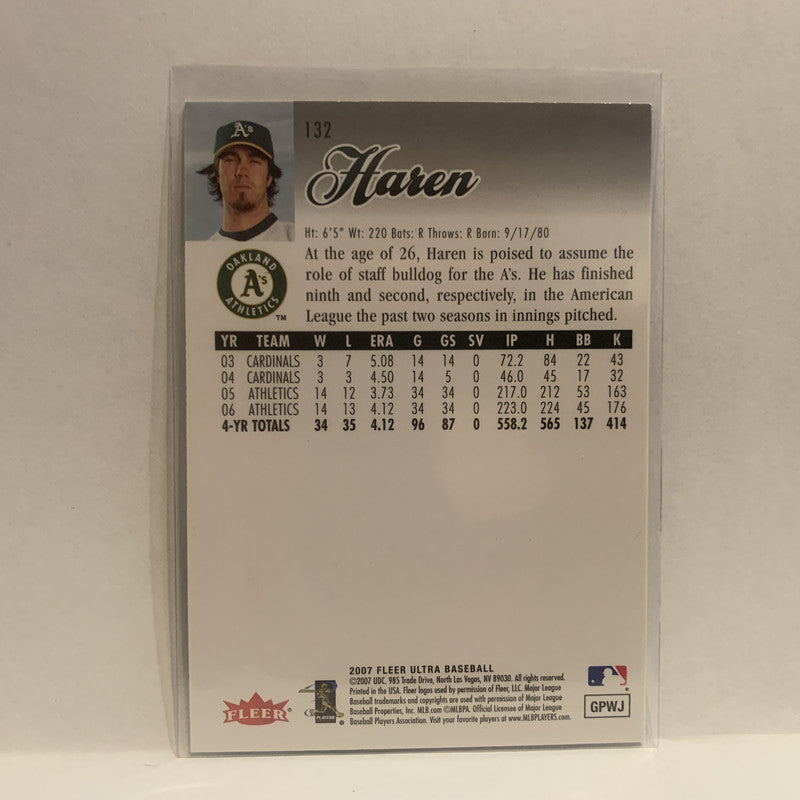 A's
132
Haren
Ht: 6'5" Wt: 220 Bats: R Throws: R Born: 9/17/80
OAKLAND
A's
ATHLETICS
TM
At the age of 26, Haren is poised to assume the
role of staff bulldog for the A's. He has finished
ninth and second, respectively, in the American
League the past two seasons in innings pitched.
YR TEAM W L ERA G GS SV IP H BB K
03 CARDINALS 3 7 5.08 14 14 0 72.2 84 22 43
04 CARDINALS 3 3 4.50 14 5 0 46.0 45 17 32
05 ATHLETICS 14 12 3.73 34 34 0 217.0 212 53 163
06 ATHLETICS 14 13 4.12 34 34 0 223.0 224 45 176
4-YR TOTALS 34 35 4.12 96 87 0 558.2 565 137 414
2007 FLEER ULTRA BASEBALL
©2007 UDC. 985 Trade Drive, North Las Vegas, NV 89030. All rights reserved.
Printed in the USA. Fleer logos used by permission of Fleer, LLC. Major League
Baseball trademarks and copyrights are used with permission of Major League
Baseball Properties, Inc. MLB.com ©MLBPA. Official Licensee of Major League
Baseball Players Association. Visit your favorite players at www.MLBPLAYERS.com.
FLEER
PLAYERS
GPWJ